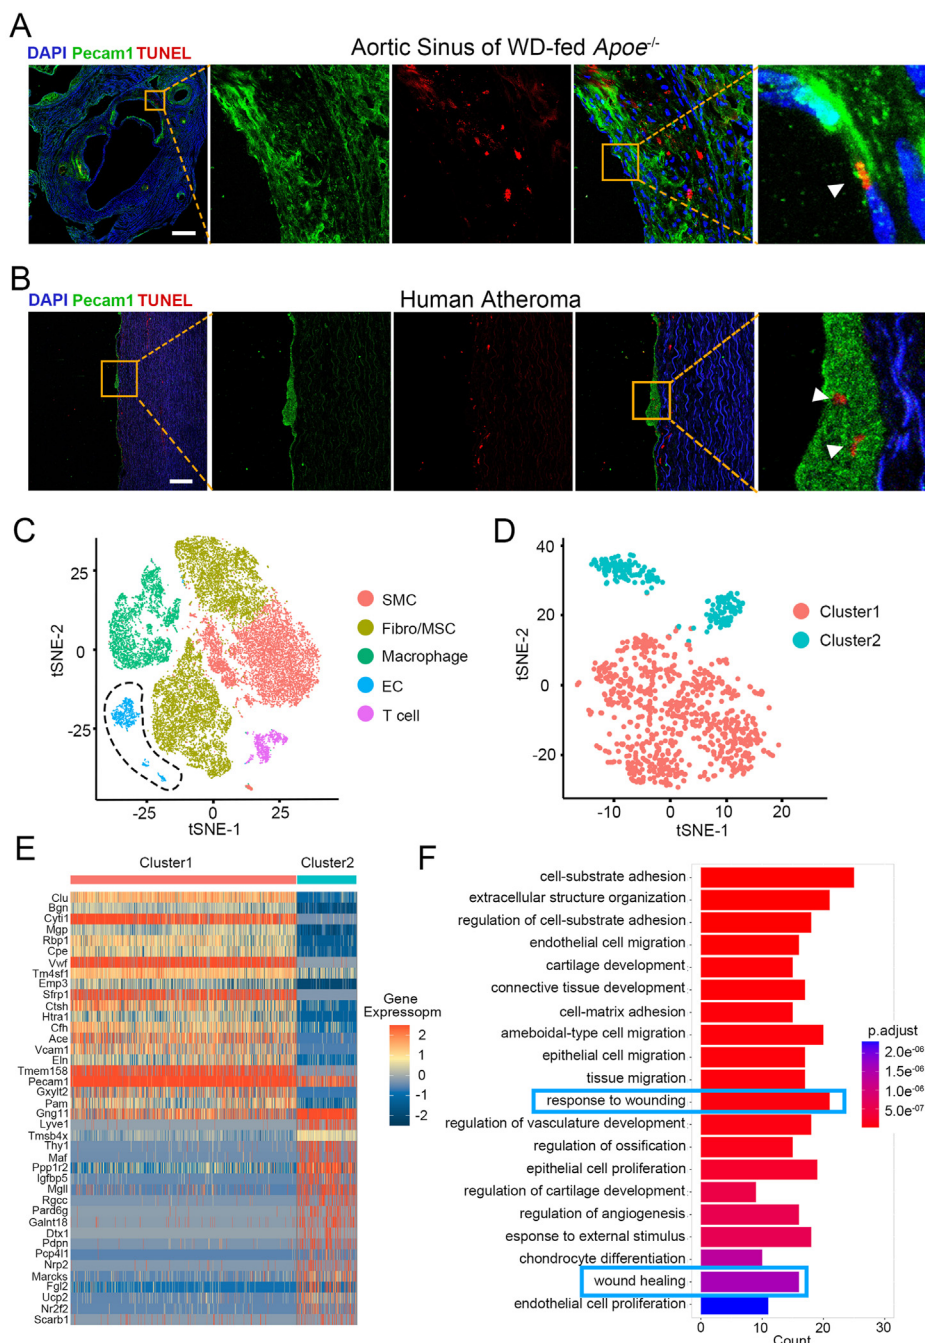 A
Aortic Sinus of WD-fed Apoe-/-
DAPI Pecam1 TUNEL
B
Human Atheroma
DAPI Pecam1 TUNEL
C
25
0
-25
tSNE-2
-25
0
25
tSNE-1
SMC
Fibro/MSC
Macrophage
EC
T cell
D
40
20
0
-20
tSNE-2
-10
0
10
20
tSNE-1
Cluster1
Cluster2
E
Cluster1
Cluster2
Clu
Bgn
Cytl1
Mgp
Rbp1
Cpe
Vwf
Tm4sf1
Emp3
Sfrp1
Ctsh
Htra1
Cfh
Ace
Vcam1
Eln
Tmem158
Pecam1
Gxylt2
Pam
Gng11
Lyve1
Tmsb4x
Thy1
Maf
Ppp1r2
Igfbp5
Mgll
Rgcc
Pard6g
Galnt18
Dtx1
Pdpn
Pcp4l1
Nrp2
Marcks
Fgl2
Ucp2
Nr2f2
Scarb1
Gene
Expressopm
2
1
0
-1
-2
F
cell-substrate adhesion
extracellular structure organization
regulation of cell-substrate adhesion
endothelial cell migration
cartilage development
connective tissue development
cell-matrix adhesion
ameboidal-type cell migration
epithelial cell migration
tissue migration
response to wounding
regulation of vasculature development
regulation of ossification
epithelial cell proliferation
regulation of cartilage development
regulation of angiogenesis
esponse to external stimulus
chondrocyte differentiation
wound healing
endothelial cell proliferation
0
10
20
30
Count
p.adjust
2.0e-06
1.5e-06
1.0e-06
5.0e-07